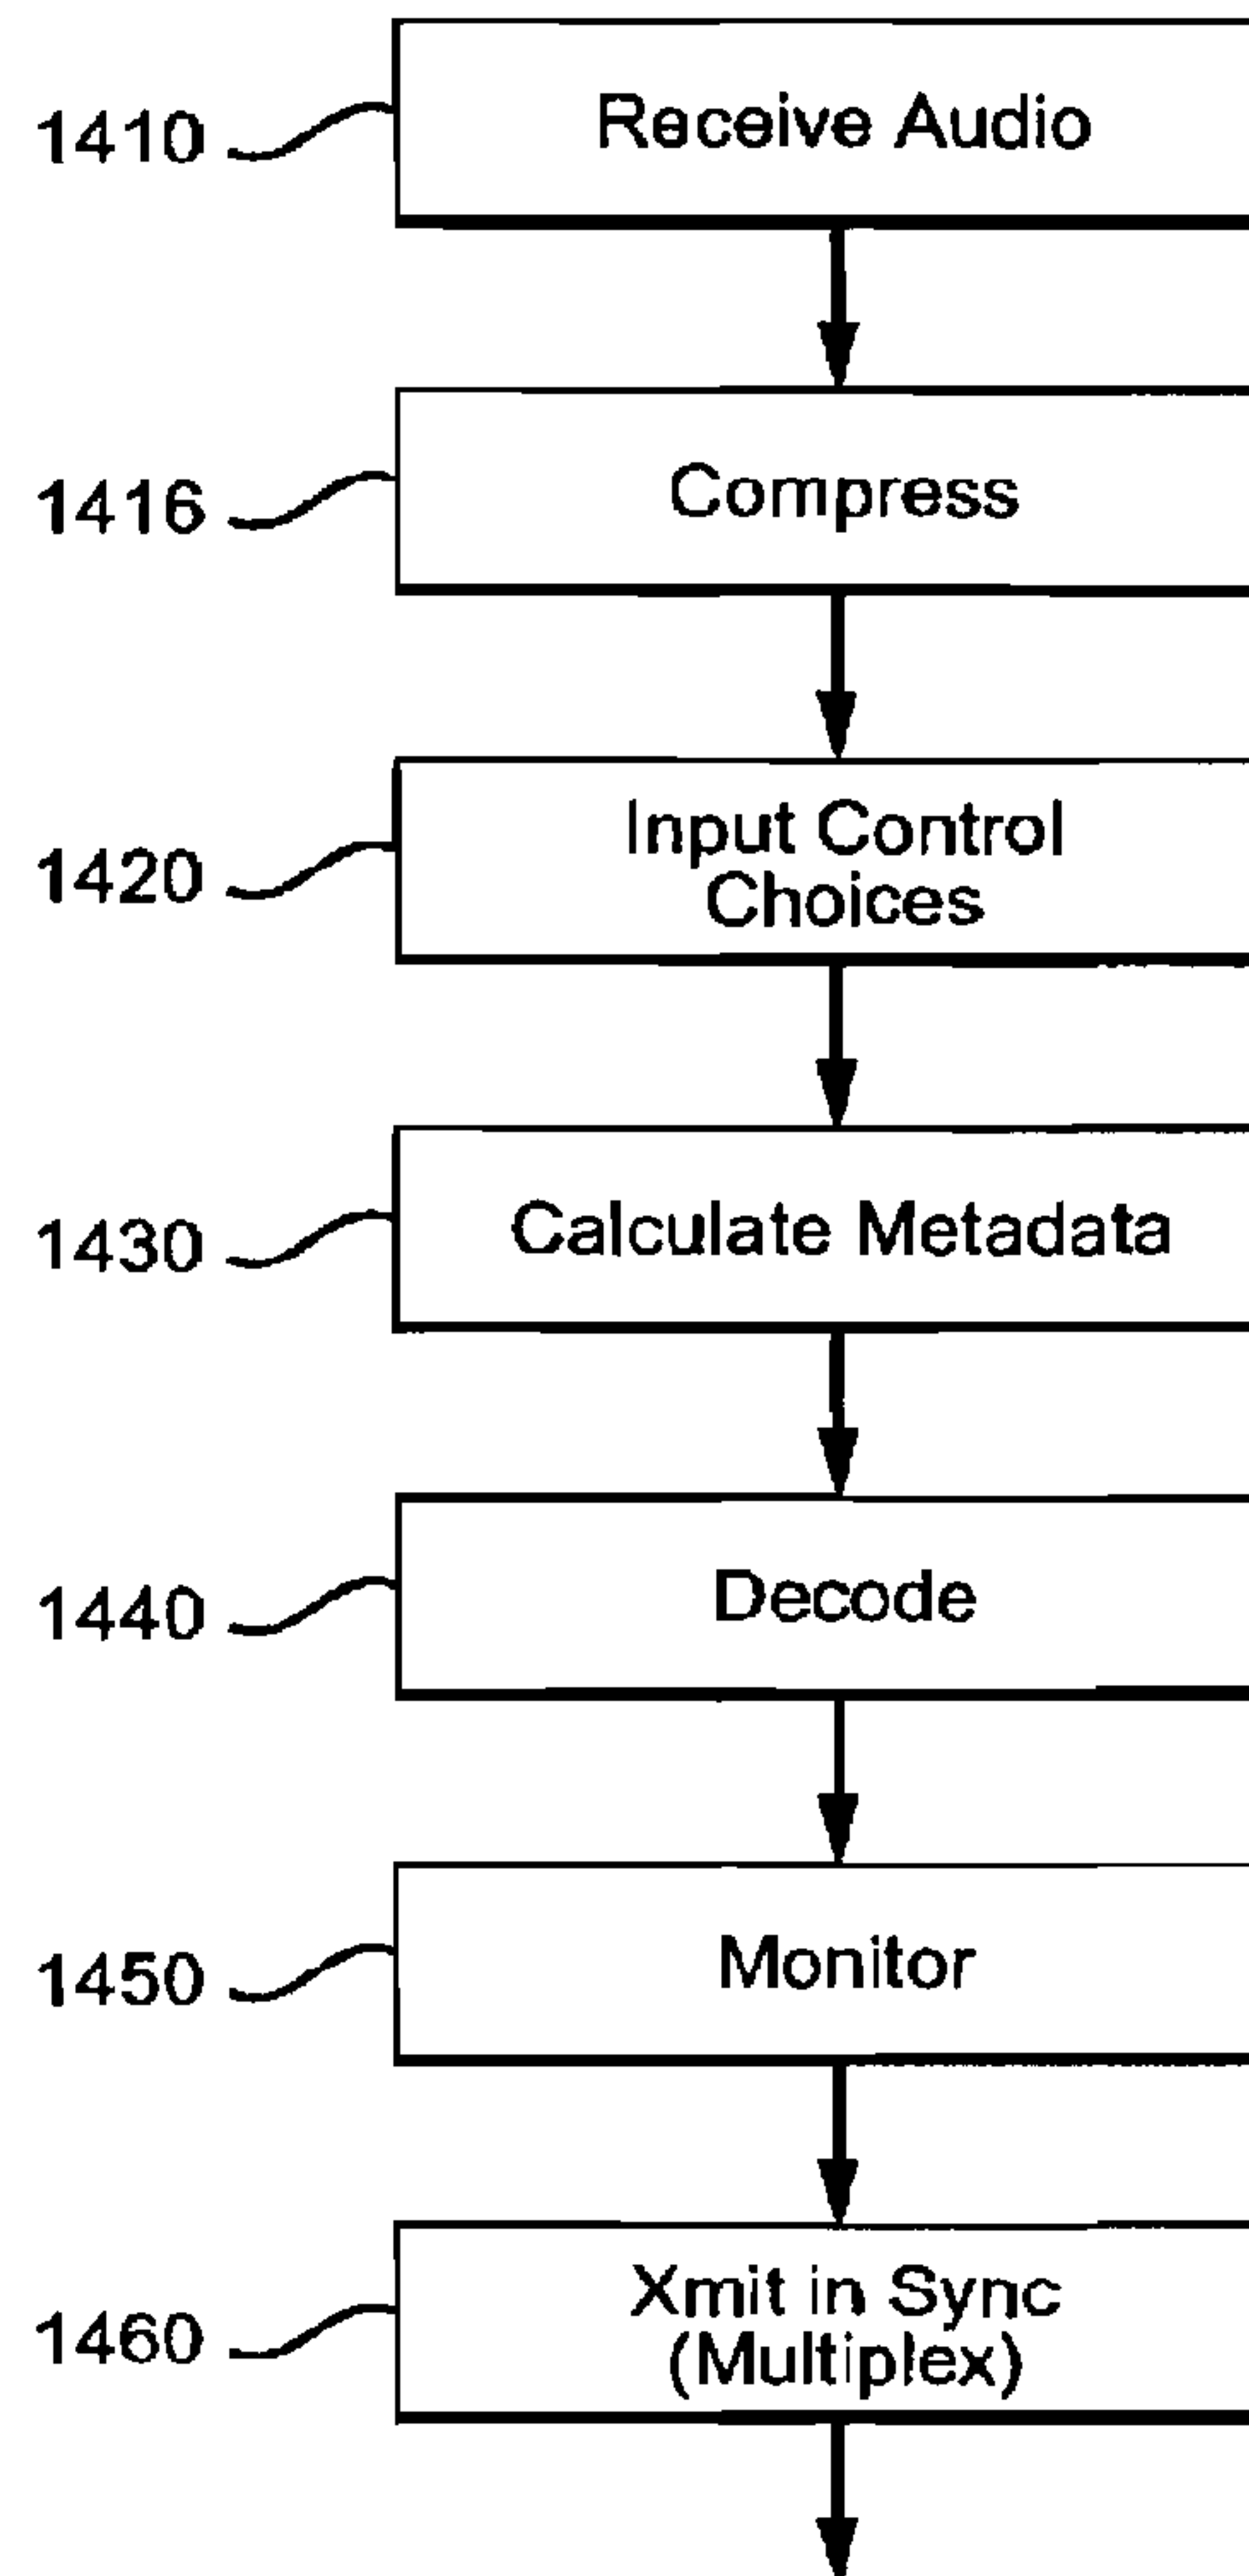 1410
Receive Audio
1416
Compress
1420
Input Control
Choices
1430
Calculate Metadata
1440
Decode
1450
Monitor
1460
Xmit in Sync
(Multiplex)